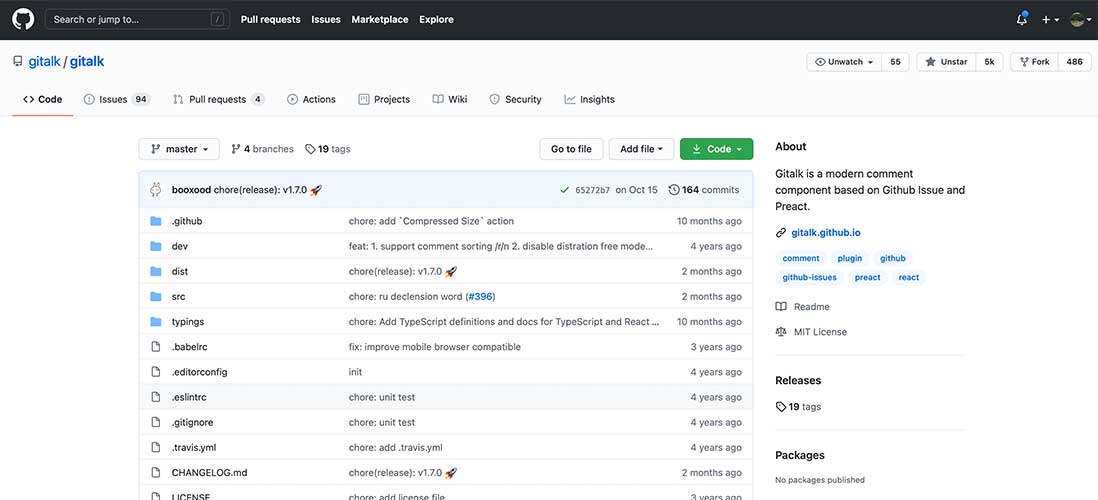 Search or jump to... / Pull requests Issues Marketplace Explore
gitalk / gitalk Unwatch 55 Unstar 5k Fork 486
Code Issues 94 Pull requests 4 Actions Projects Wiki Security Insights
master 4 branches 19 tags Go to file Add file Code
booxood chore(release): v1.7.0 🚀 65272b7 on Oct 15 164 commits
.github chore: add `Compressed Size` action 10 months ago
dev feat: 1. support comment sorting /r/n 2. disable distration free mode... 4 years ago
dist chore(release): v1.7.0 🚀 2 months ago
src chore: ru declension word (#396) 2 months ago
typings chore: Add TypeScript definitions and docs for TypeScript and React ... 10 months ago
.babelrc fix: improve mobile browser compatible 3 years ago
.editorconfig init 4 years ago
.eslintrc chore: unit test 4 years ago
.gitignore chore: unit test 4 years ago
.travis.yml chore: add .travis.yml 4 years ago
CHANGELOG.md chore(release): v1.7.0 🚀 2 months ago
LICENSE chore: add license file 3 years ago
About
Gitalk is a modern comment
component based on Github Issue and
Preact.
gitalk.github.io
comment plugin github
github-issues preact react
Readme
MIT License
Releases
19 tags
Packages
No packages published